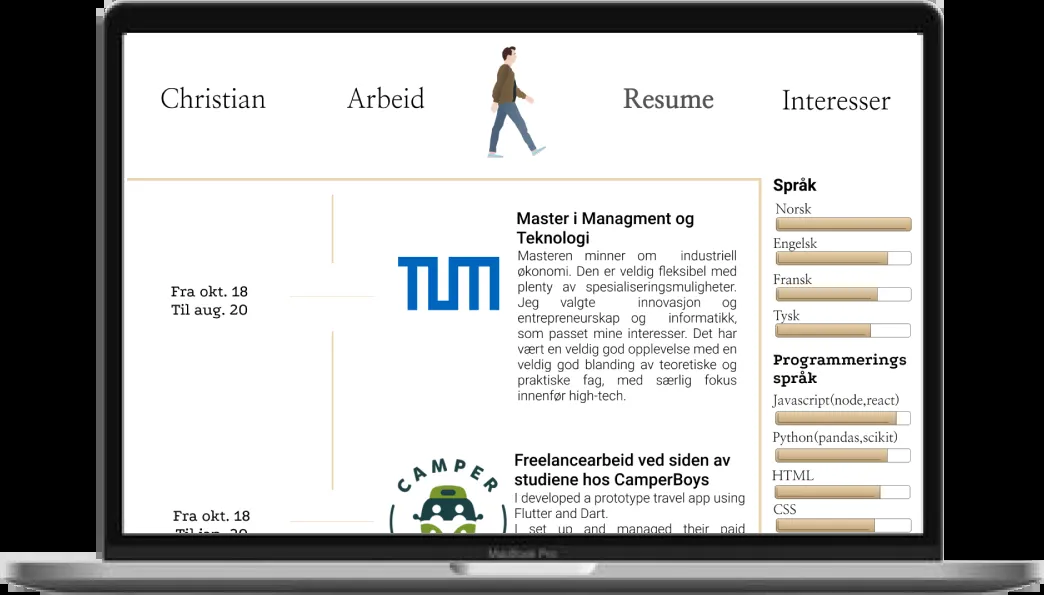 Christian
Arbeid
Resume
Interesser
Fra okt. 18
Til aug. 20
TUM
Master i Managment og
Teknologi
Masteren minner om industriell
økonomi. Den er veldig fleksibel med
plenty av spesialiseringsmuligheter.
Jeg valgte innovasjon og
entrepreneurskap og informatikk,
som passet mine interesser. Det har
vært en veldig god opplevelse med en
veldig god blanding av teoretiske og
praktiske fag, med særlig fokus
innenfør high-tech.
Fra okt. 18
Til jan. 20
CAMPER
Freelancearbeid ved siden av
studiene hos CamperBoys
I developed a prototype travel app using
Flutter and Dart.
I set up and managed their paid
Språk
Norsk
Engelsk
Fransk
Tysk
Programmerings
språk
Javascript(node,react)
Python(pandas,scikit)
HTML
CSS
MacBook Pro